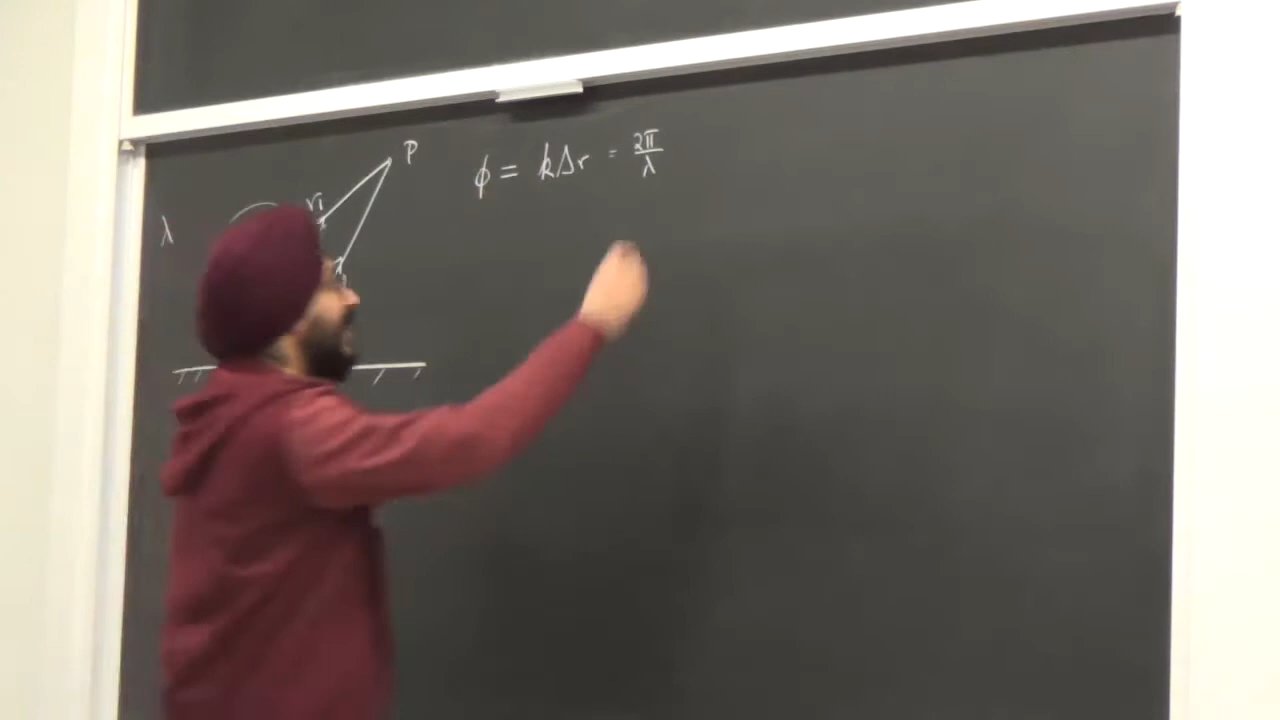 P
ϕ = kΔr = 2π/λ
r₁
λ